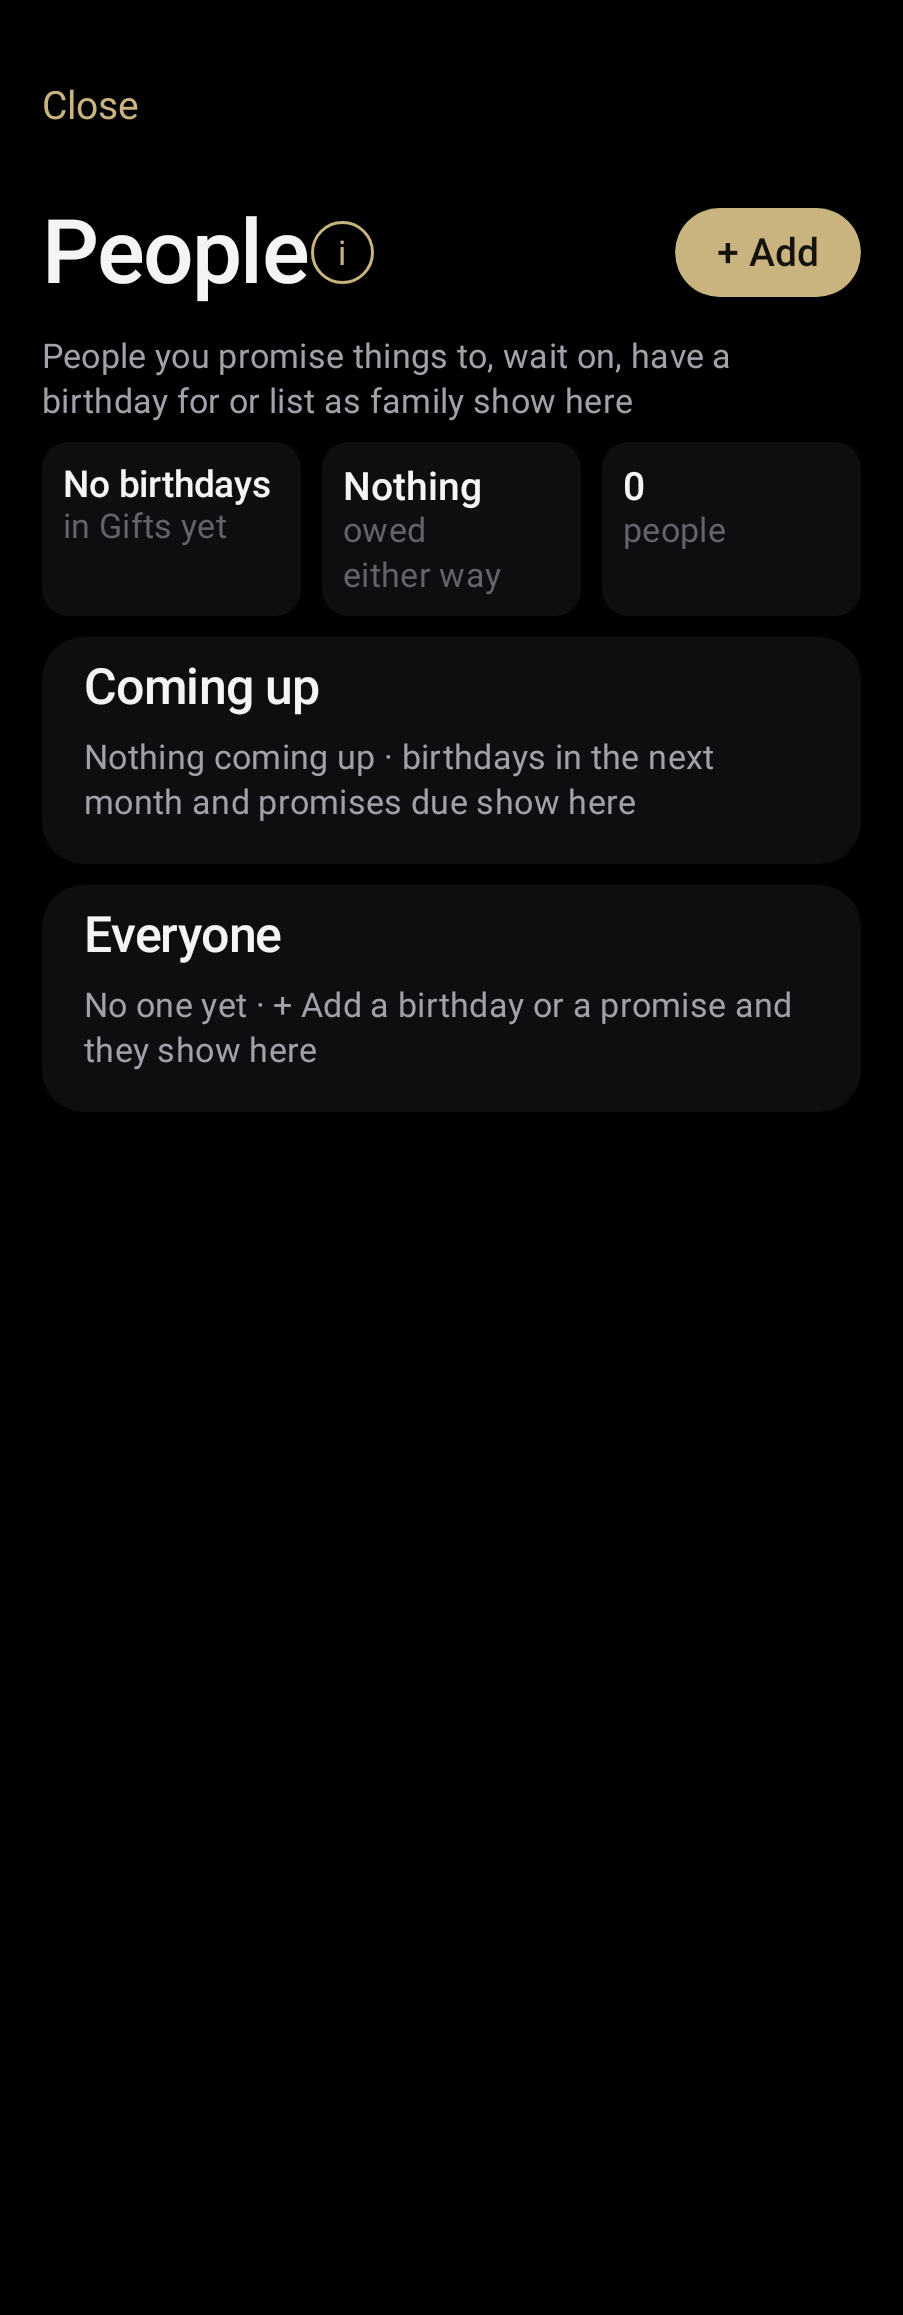 Close
People i
+ Add
People you promise things to, wait on, have a
birthday for or list as family show here
No birthdays
in Gifts yet
Nothing
owed
either way
0
people
Coming up
Nothing coming up · birthdays in the next
month and promises due show here
Everyone
No one yet · + Add a birthday or a promise and
they show here